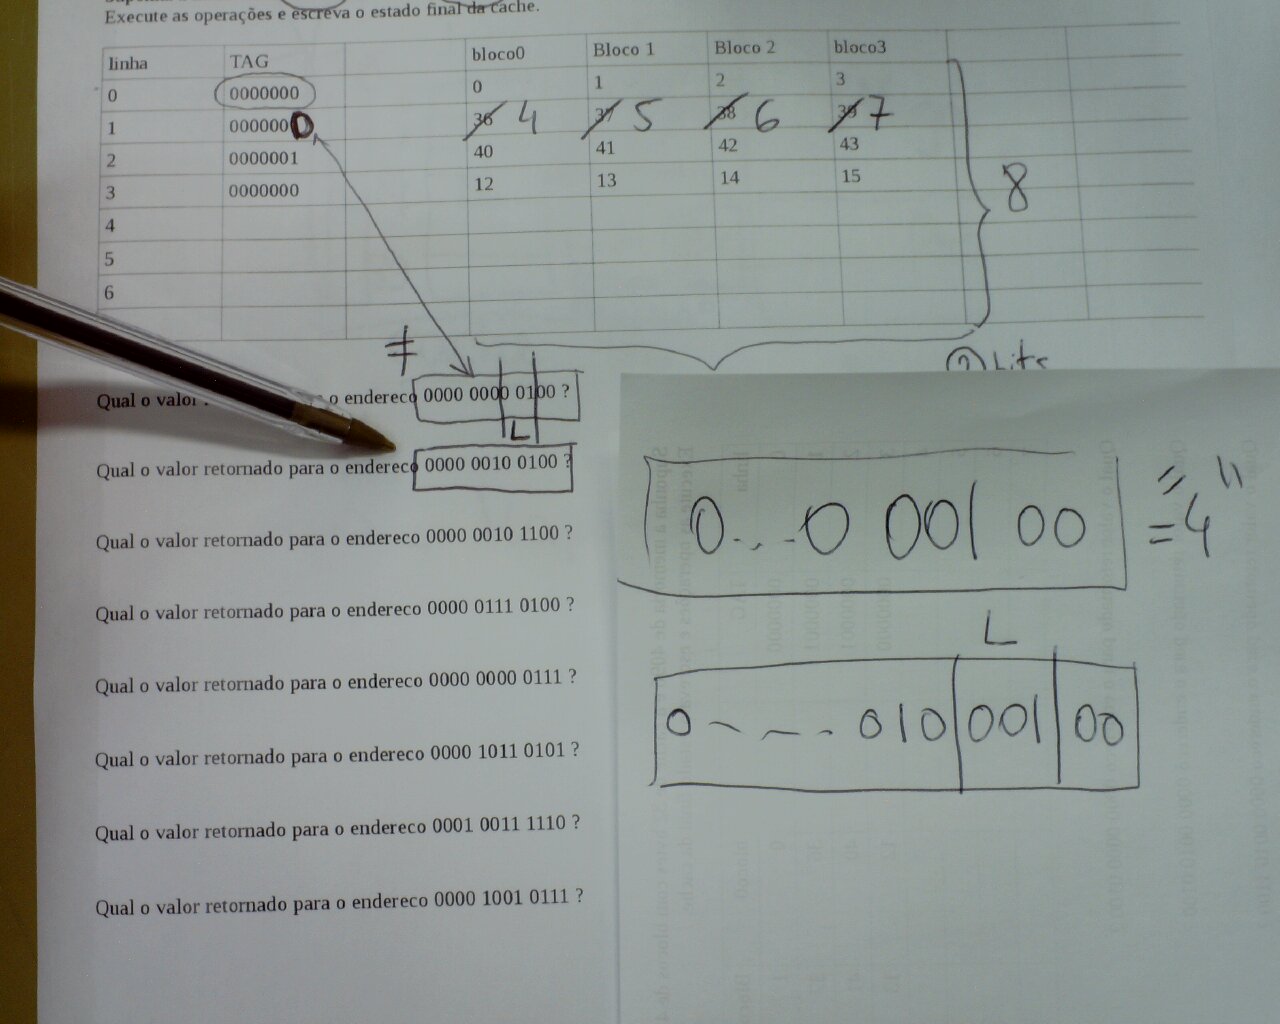 Execute as operações e escreva o estado final da cache.
linha TAG bloco0 Bloco 1 Bloco 2 bloco3
0 0000000 0 1 2 3
1 0000000 36 4 37 5 38 6 39 7
2 0000001 40 41 42 43
3 0000000 12 13 14 15
4
5
6
8
≠
Qual o valor o endereco 0000 0000 0100 ?
L
Qual o valor retornado para o endereco 0000 0010 0100 ?
Qual o valor retornado para o endereco 0000 0010 1100 ?
Qual o valor retornado para o endereco 0000 0111 0100 ?
Qual o valor retornado para o endereco 0000 0000 0111 ?
Qual o valor retornado para o endereco 0000 1011 0101 ?
Qual o valor retornado para o endereco 0001 0011 1110 ?
Qual o valor retornado para o endereco 0000 1001 0111 ?
0...0 001 00 = "4"
L
0 - - - . 010 001 00